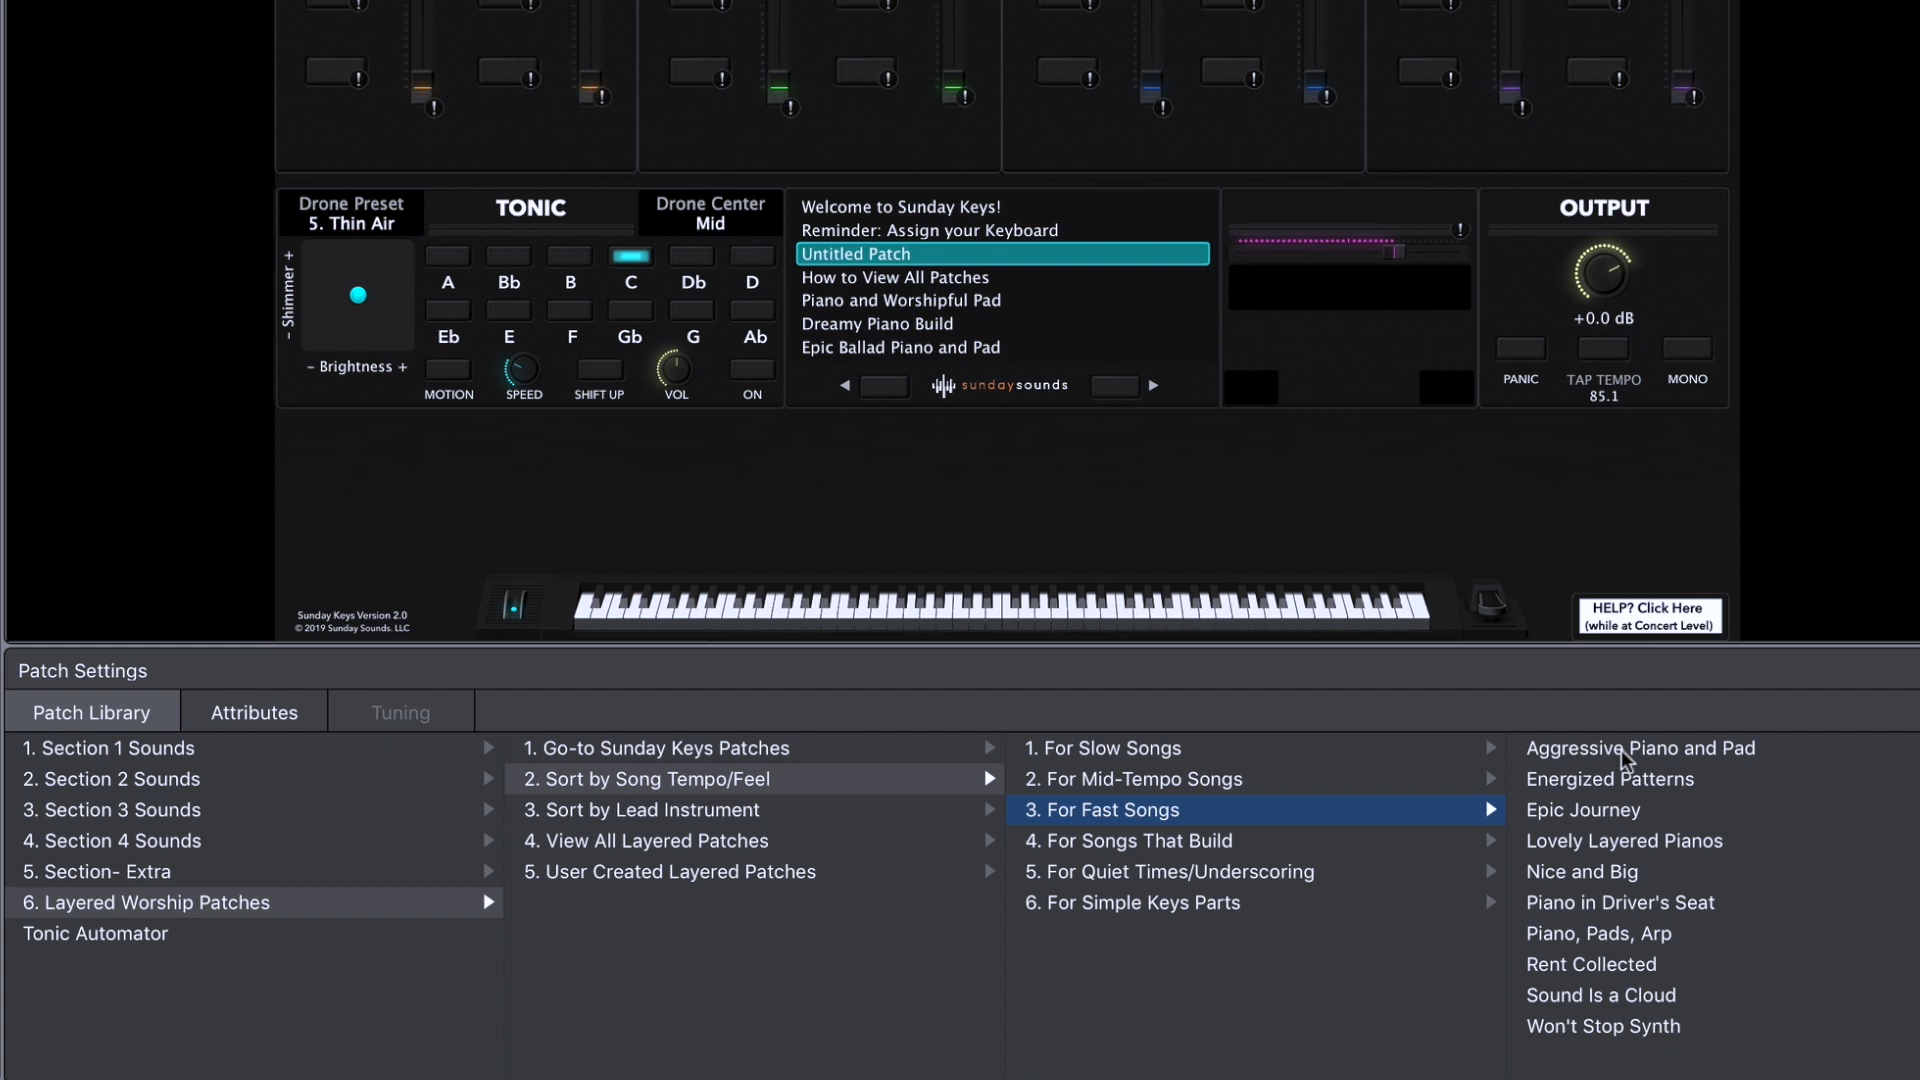 Drone Preset
5. Thin Air
TONIC
Drone Center
Mid
Shimmer +
-
A Bb B C Db D
Eb E F Gb G Ab
- Brightness +
MOTION SPEED SHIFT UP VOL ON
Welcome to Sunday Keys!
Reminder: Assign your Keyboard
Untitled Patch
How to View All Patches
Piano and Worshipful Pad
Dreamy Piano Build
Epic Ballad Piano and Pad
sundaysounds
OUTPUT
+0.0 dB
PANIC TAP TEMPO MONO
85.1
Sunday Keys Version 2.0
© 2019 Sunday Sounds. LLC
HELP? Click Here
(while at Concert Level)
Patch Settings
Patch Library Attributes Tuning
1. Section 1 Sounds
2. Section 2 Sounds
3. Section 3 Sounds
4. Section 4 Sounds
5. Section- Extra
6. Layered Worship Patches
Tonic Automator
1. Go-to Sunday Keys Patches
2. Sort by Song Tempo/Feel
3. Sort by Lead Instrument
4. View All Layered Patches
5. User Created Layered Patches
1. For Slow Songs
2. For Mid-Tempo Songs
3. For Fast Songs
4. For Songs That Build
5. For Quiet Times/Underscoring
6. For Simple Keys Parts
Aggressive Piano and Pad
Energized Patterns
Epic Journey
Lovely Layered Pianos
Nice and Big
Piano in Driver's Seat
Piano, Pads, Arp
Rent Collected
Sound Is a Cloud
Won't Stop Synth